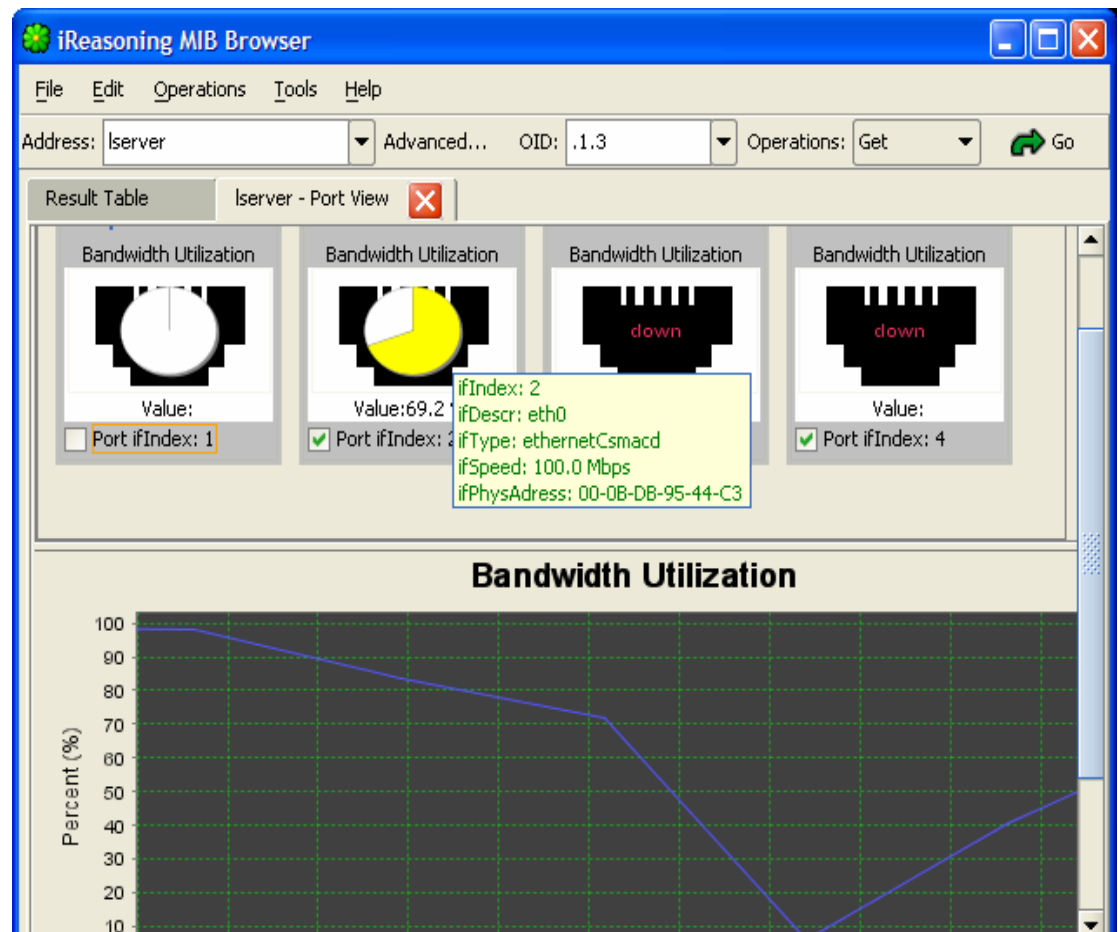 iReasoning MIB Browser
File Edit Operations Tools Help
Address: lserver Advanced... OID: .1.3 Operations: Get Go
Result Table lserver - Port View
Bandwidth Utilization Bandwidth Utilization Bandwidth Utilization Bandwidth Utilization
down down
Value: Value:69.2 Value:
Port ifIndex: 1 Port ifIndex: Port ifIndex: 4
ifIndex: 2
ifDescr: eth0
ifType: ethernetCsmacd
ifSpeed: 100.0 Mbps
ifPhysAdress: 00-0B-DB-95-44-C3
Bandwidth Utilization
Percent (%)
100
90
80
70
60
50
40
30
20
10